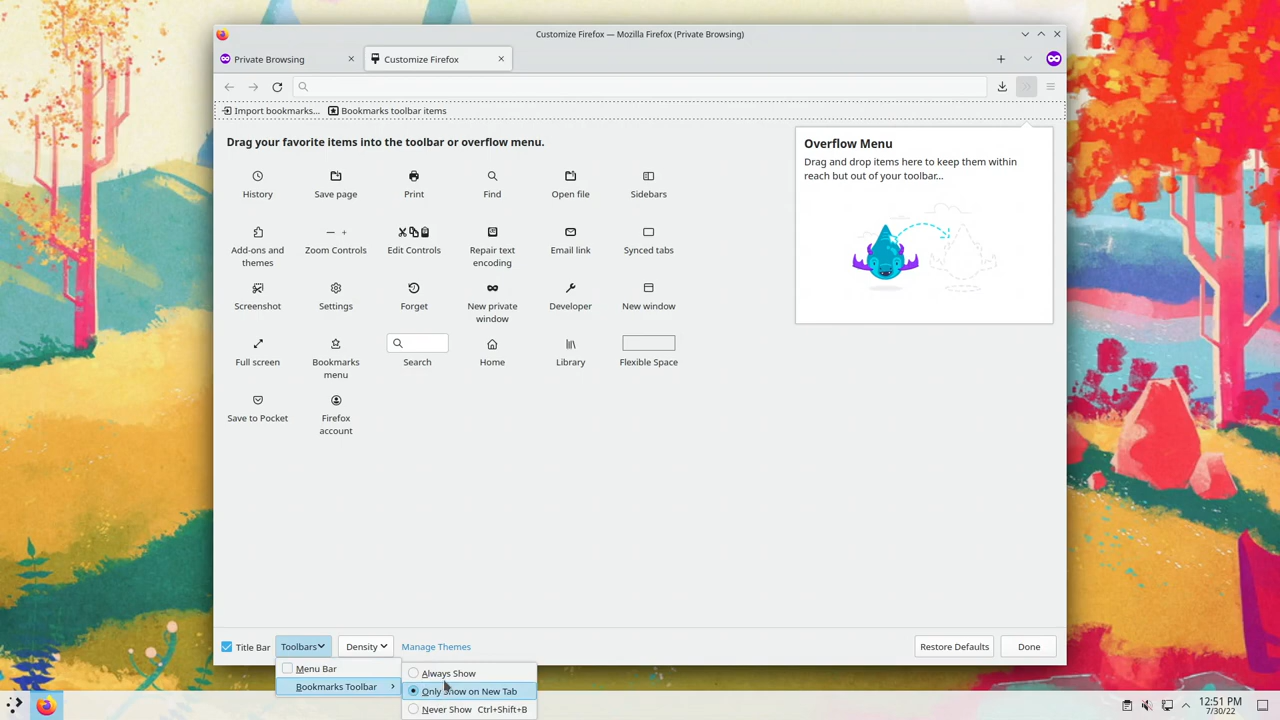 Customize Firefox — Mozilla Firefox (Private Browsing)
Private Browsing
Customize Firefox
Import bookmarks...
Bookmarks toolbar items
Drag your favorite items into the toolbar or overflow menu.
History
Save page
Print
Find
Open file
Sidebars
Add-ons and
themes
Zoom Controls
Edit Controls
Repair text
encoding
Email link
Synced tabs
Screenshot
Settings
Forget
New private
window
Developer
New window
Full screen
Bookmarks
menu
Search
Home
Library
Flexible Space
Save to Pocket
Firefox
account
Overflow Menu
Drag and drop items here to keep them within
reach but out of your toolbar...
Title Bar
Toolbars
Density
Manage Themes
Restore Defaults
Done
Menu Bar
Bookmarks Toolbar
Always Show
Only Show on New Tab
Never Show Ctrl+Shift+B
12:51 PM
7/30/22